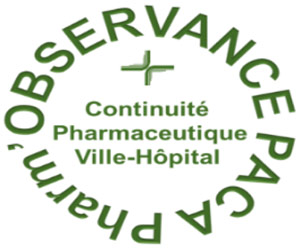 Pharm'OBSERVANCE PACA
Continuité
Pharmaceutique
Ville-Hôpital